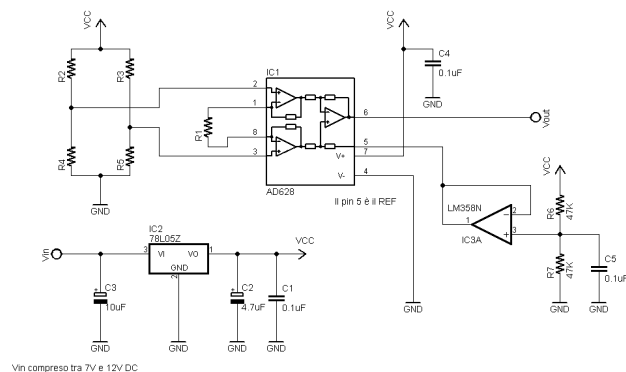 VCC
VCC
R2
R3
IC1
C4
0.1uF
2
1
R1
8
3
6
Vout
5
7
V+
4
V-
GND
R4
R5
AD628
Il pin 5 è il REF
GND
VCC
LM358N
R6
47K
2
1
3
IC3A
IC2
78L05Z
Vin
3
VI
VO
1
VCC
GND
2
R7
47K
C5
0.1uF
C3
10uF
C2
4.7uF
C1
0.1uF
GND
GND
GND
GND
GND
GND
GND
Vin compreso tra 7V e 12V DC